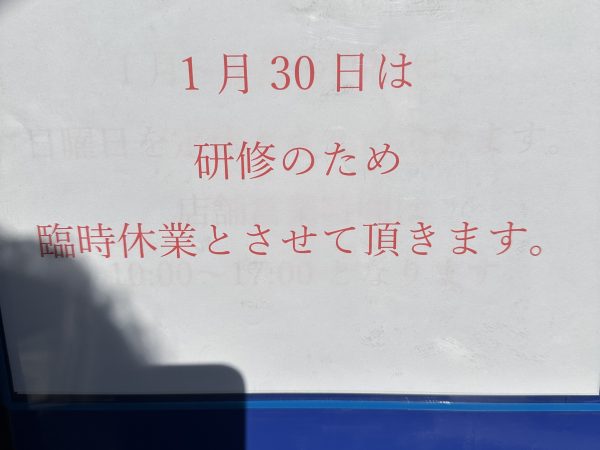 1月30日は
研修のため
臨時休業とさせて頂きます。